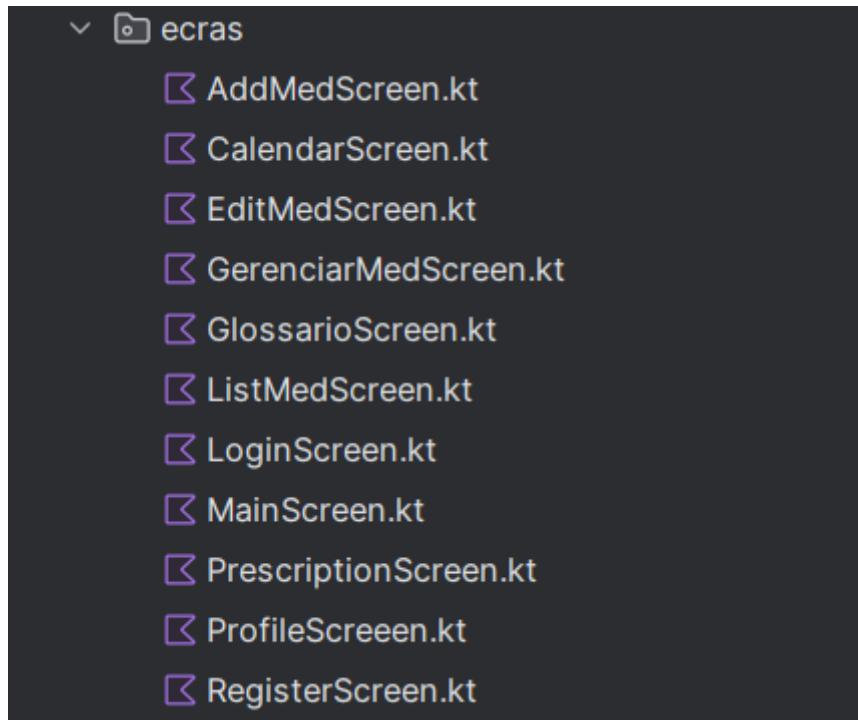 ecras
AddMedScreen.kt
CalendarScreen.kt
EditMedScreen.kt
GerenciarMedScreen.kt
GlossarioScreen.kt
ListMedScreen.kt
LoginScreen.kt
MainScreen.kt
PrescriptionScreen.kt
ProfileScreeen.kt
RegisterScreen.kt